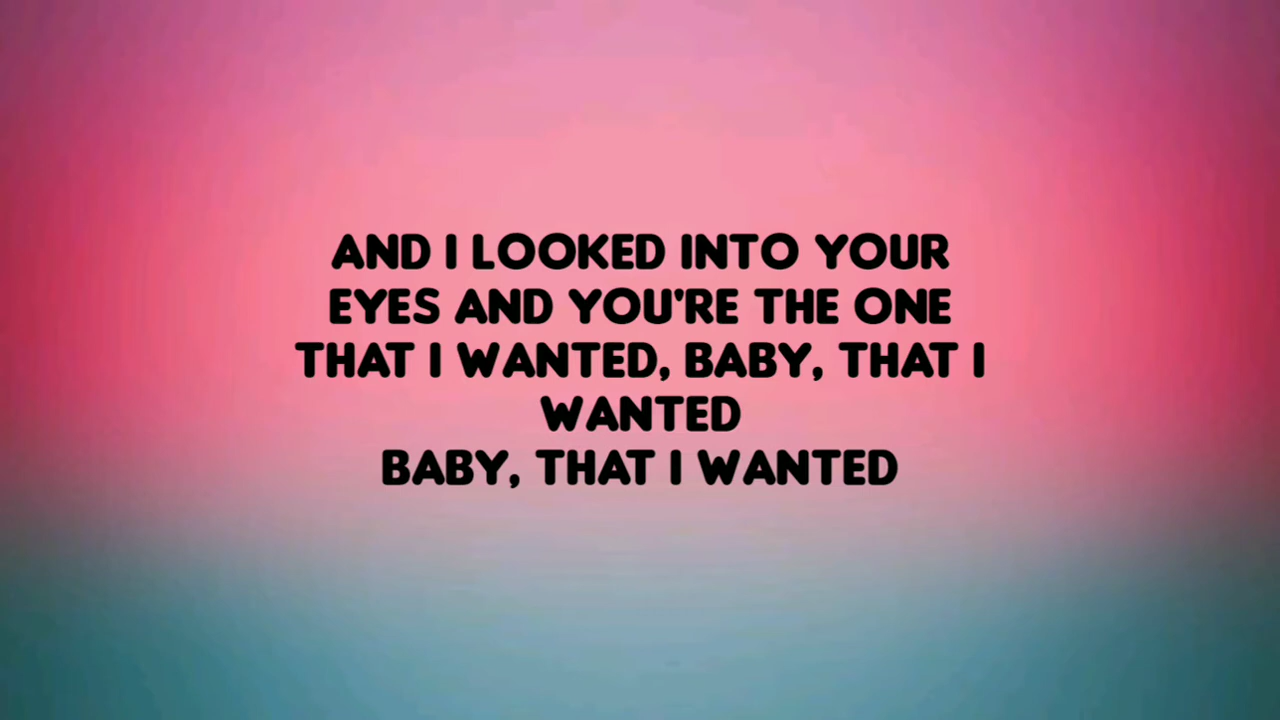 AND I LOOKED INTO YOUR
EYES AND YOU'RE THE ONE
THAT I WANTED, BABY, THAT I
WANTED
BABY, THAT I WANTED